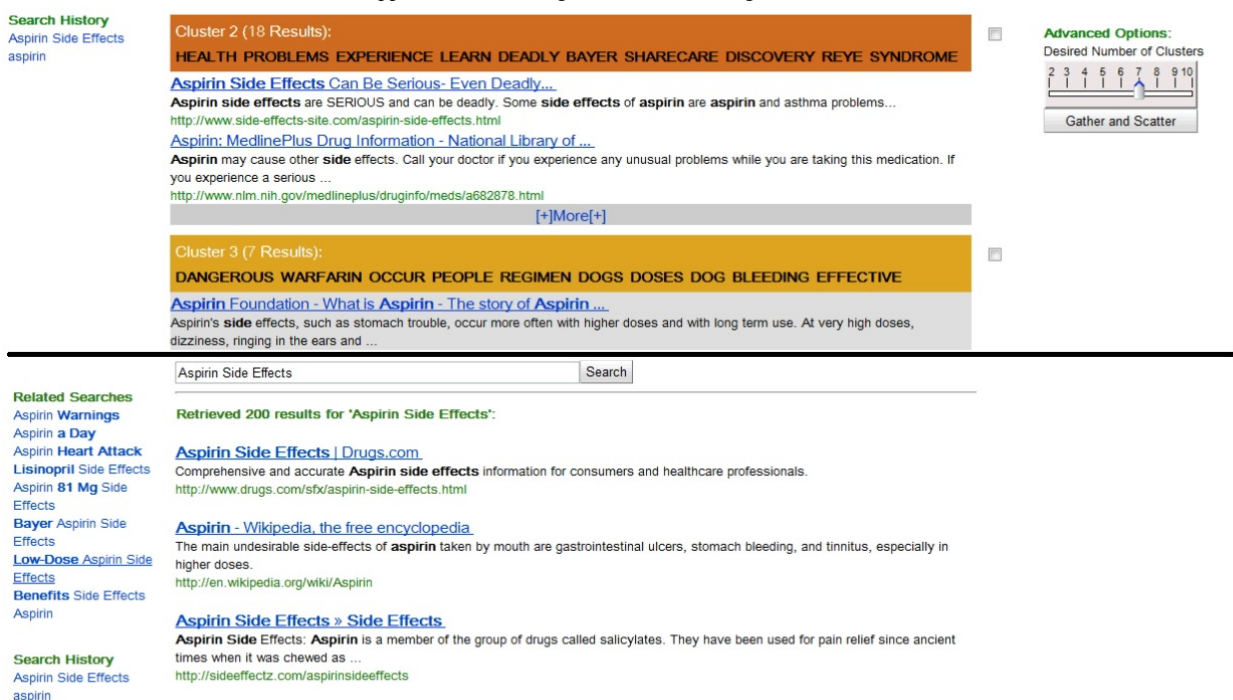 Search History
Aspirin Side Effects
aspirin
Cluster 2 (18 Results):
HEALTH PROBLEMS EXPERIENCE LEARN DEADLY BAYER SHARECARE DISCOVERY REYE SYNDROME
Aspirin Side Effects Can Be Serious- Even Deadly...
Aspirin side effects are SERIOUS and can be deadly. Some side effects of aspirin are aspirin and asthma problems...
http://www.side-effects-site.com/aspirin-side-effects.html
Aspirin: MedlinePlus Drug Information - National Library of ...
Aspirin may cause other side effects. Call your doctor if you experience any unusual problems while you are taking this medication. If
you experience a serious ...
http://www.nlm.nih.gov/medlineplus/druginfo/meds/a682878.html
[+]More[+]
Cluster 3 (7 Results):
DANGEROUS WARFARIN OCCUR PEOPLE REGIMEN DOGS DOSES DOG BLEEDING EFFECTIVE
Aspirin Foundation - What is Aspirin - The story of Aspirin ...
Aspirin's side effects, such as stomach trouble, occur more often with higher doses and with long term use. At very high doses,
dizziness, ringing in the ears and ...
Advanced Options:
Desired Number of Clusters
2 3 4 5 6 7 8 9 10
Gather and Scatter
Aspirin Side Effects
Search
Related Searches
Aspirin Warnings
Aspirin a Day
Aspirin Heart Attack
Lisinopril Side Effects
Aspirin 81 Mg Side
Effects
Bayer Aspirin Side
Effects
Low-Dose Aspirin Side
Effects
Benefits Side Effects
Aspirin
Search History
Aspirin Side Effects
aspirin
Retrieved 200 results for 'Aspirin Side Effects':
Aspirin Side Effects | Drugs.com
Comprehensive and accurate Aspirin side effects information for consumers and healthcare professionals.
http://www.drugs.com/sfx/aspirin-side-effects.html
Aspirin - Wikipedia, the free encyclopedia
The main undesirable side-effects of aspirin taken by mouth are gastrointestinal ulcers, stomach bleeding, and tinnitus, especially in
higher doses.
http://en.wikipedia.org/wiki/Aspirin
Aspirin Side Effects » Side Effects
Aspirin Side Effects: Aspirin is a member of the group of drugs called salicylates. They have been used for pain relief since ancient
times when it was chewed as ...
http://sideeffectz.com/aspirinsideeffects